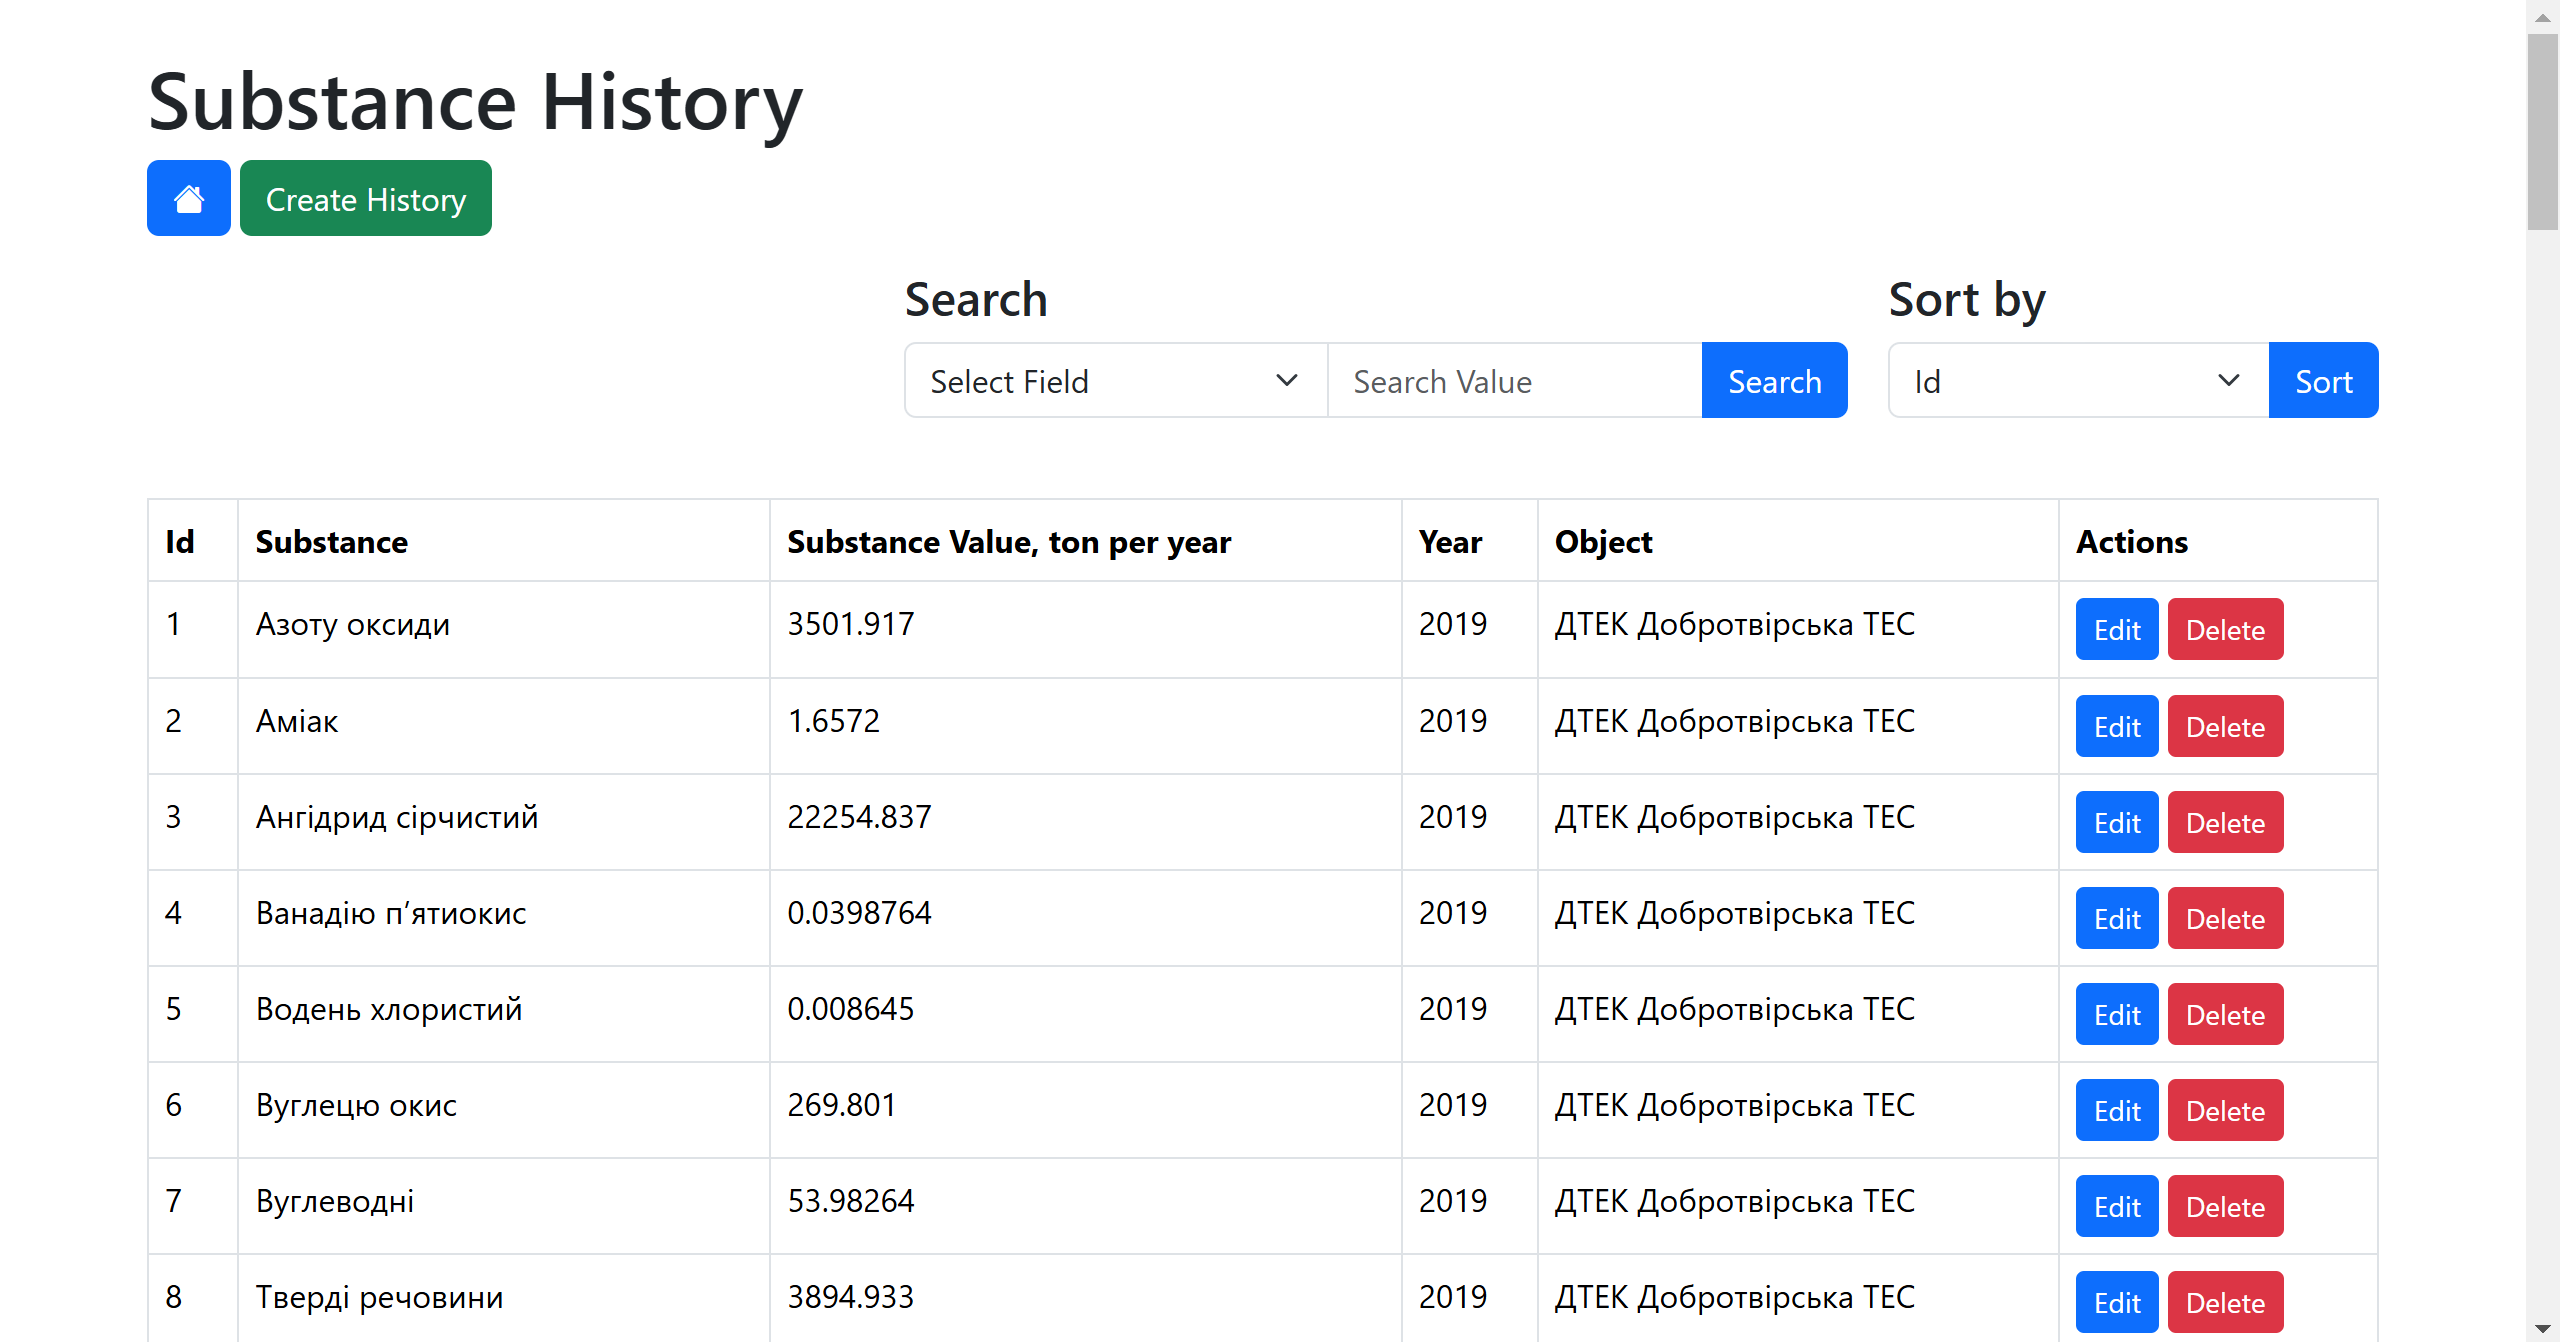 Substance History
Create History
Search Sort by
Select Field Search Value Search Id Sort
Id Substance Substance Value, ton per year Year Object Actions
1 Азоту оксиди 3501.917 2019 ДТЕК Добротвірська ТЕС Edit Delete
2 Аміак 1.6572 2019 ДТЕК Добротвірська ТЕС Edit Delete
3 Ангідрид сірчистий 22254.837 2019 ДТЕК Добротвірська ТЕС Edit Delete
4 Ванадію п’ятиокис 0.0398764 2019 ДТЕК Добротвірська ТЕС Edit Delete
5 Водень хлористий 0.008645 2019 ДТЕК Добротвірська ТЕС Edit Delete
6 Вуглецю окис 269.801 2019 ДТЕК Добротвірська ТЕС Edit Delete
7 Вуглеводні 53.98264 2019 ДТЕК Добротвірська ТЕС Edit Delete
8 Тверді речовини 3894.933 2019 ДТЕК Добротвірська ТЕС Edit Delete